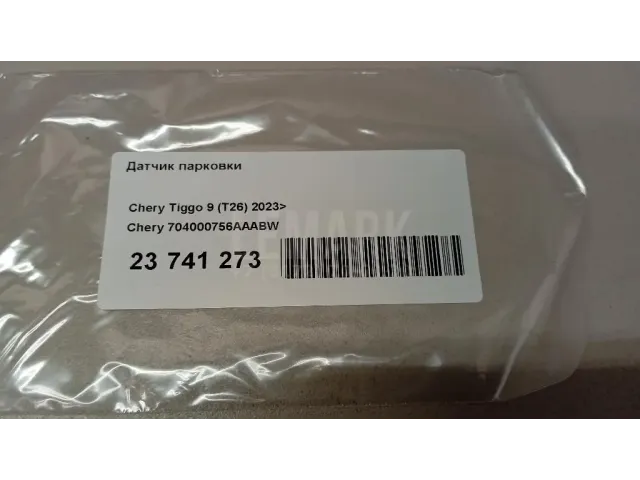 Датчик парковки
Chery Tiggo 9 (T26) 2023>
Chery 704000756AAABW
23 741 273